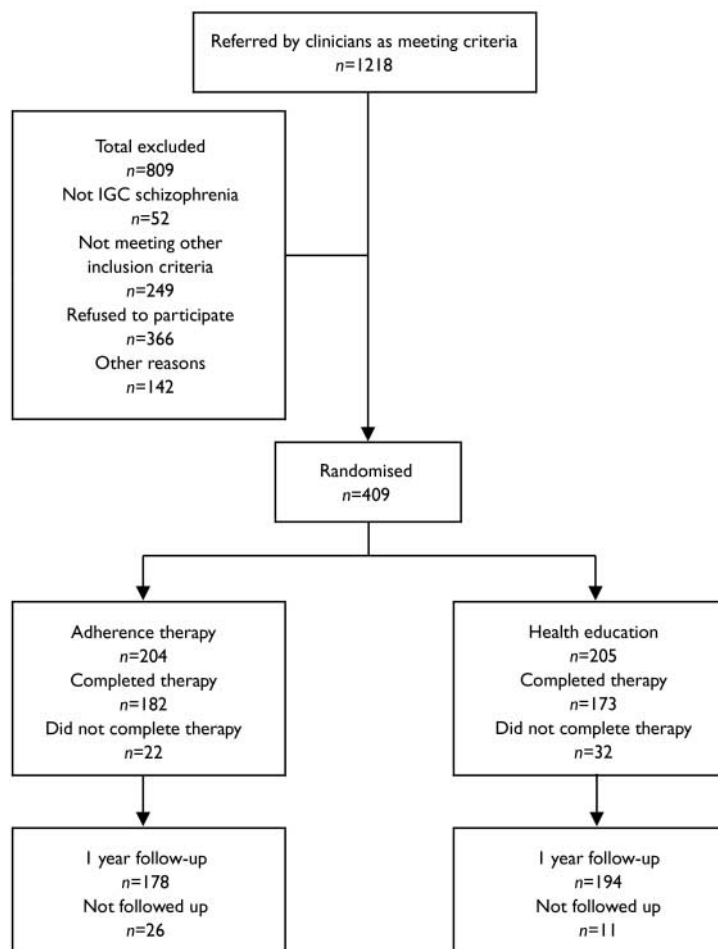 Referred by clinicians as meeting criteria
n=1218
Total excluded
n=809
Not IGC schizophrenia
n=52
Not meeting other
inclusion criteria
n=249
Refused to participate
n=366
Other reasons
n=142
Randomised
n=409
Adherence therapy
n=204
Completed therapy
n=182
Did not complete therapy
n=22
Health education
n=205
Completed therapy
n=173
Did not complete therapy
n=32
1 year follow-up
n=178
Not followed up
n=26
1 year follow-up
n=194
Not followed up
n=11